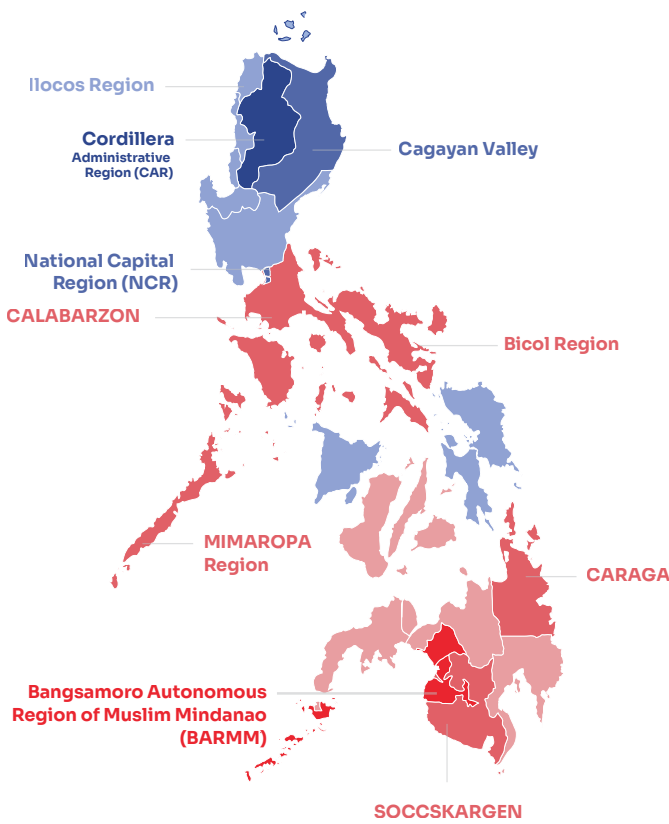 Ilocos Region
Cordillera
Administrative
Region (CAR)
Cagayan Valley
National Capital
Region (NCR)
CALABARZON
Bicol Region
MIMAROPA
Region
CARAGA
Bangsamoro Autonomous
Region of Muslim Mindanao
(BARMM)
SOCCSKARGEN